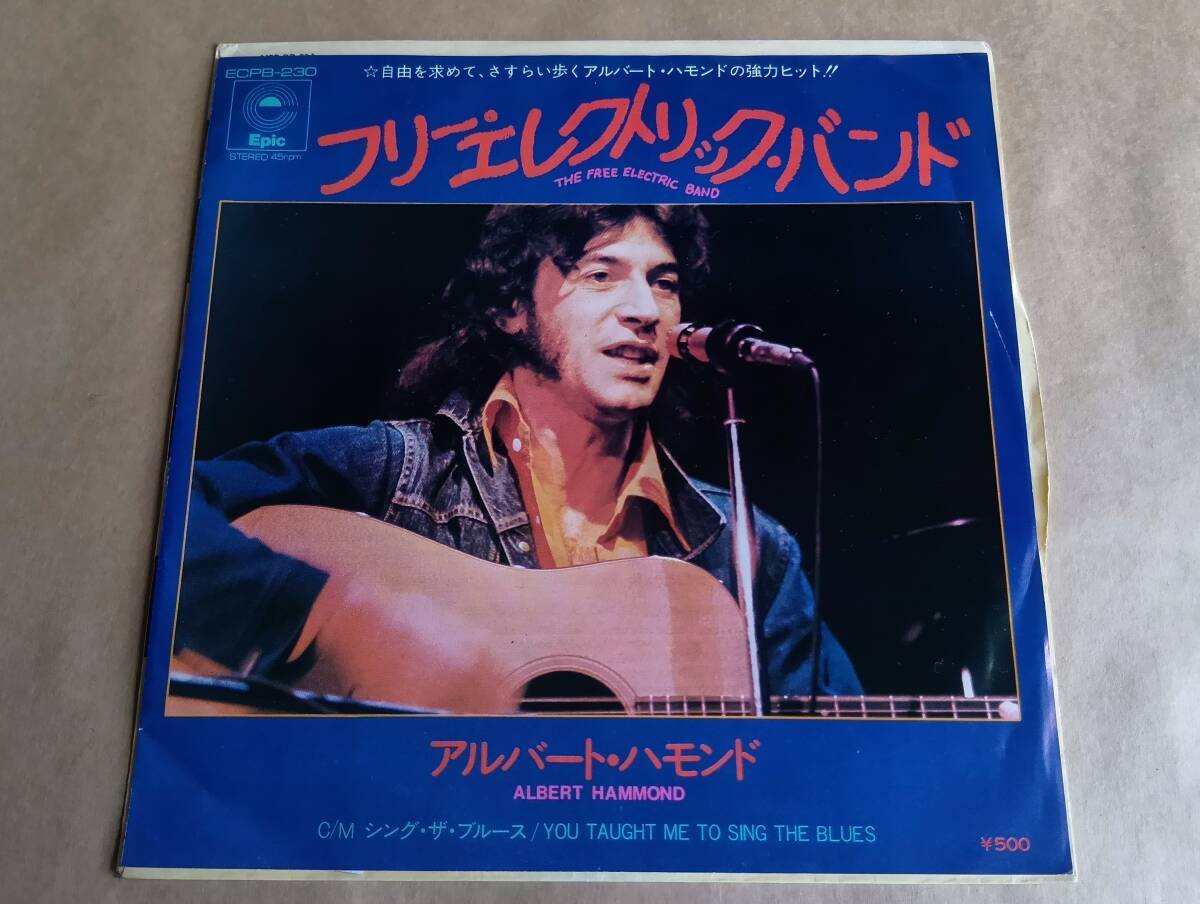 ECPB-230
☆自由を求めて、さすらい歩くアルバート・ハモンドの強力ヒット!!
Epic
STEREO 45rpm
フリー・エレクトリック・バンド
THE FREE ELECTRIC BAND
アルバート・ハモンド
ALBERT HAMMOND
C/M シング・ザ・ブルース/YOU TAUGHT ME TO SING THE BLUES
¥500